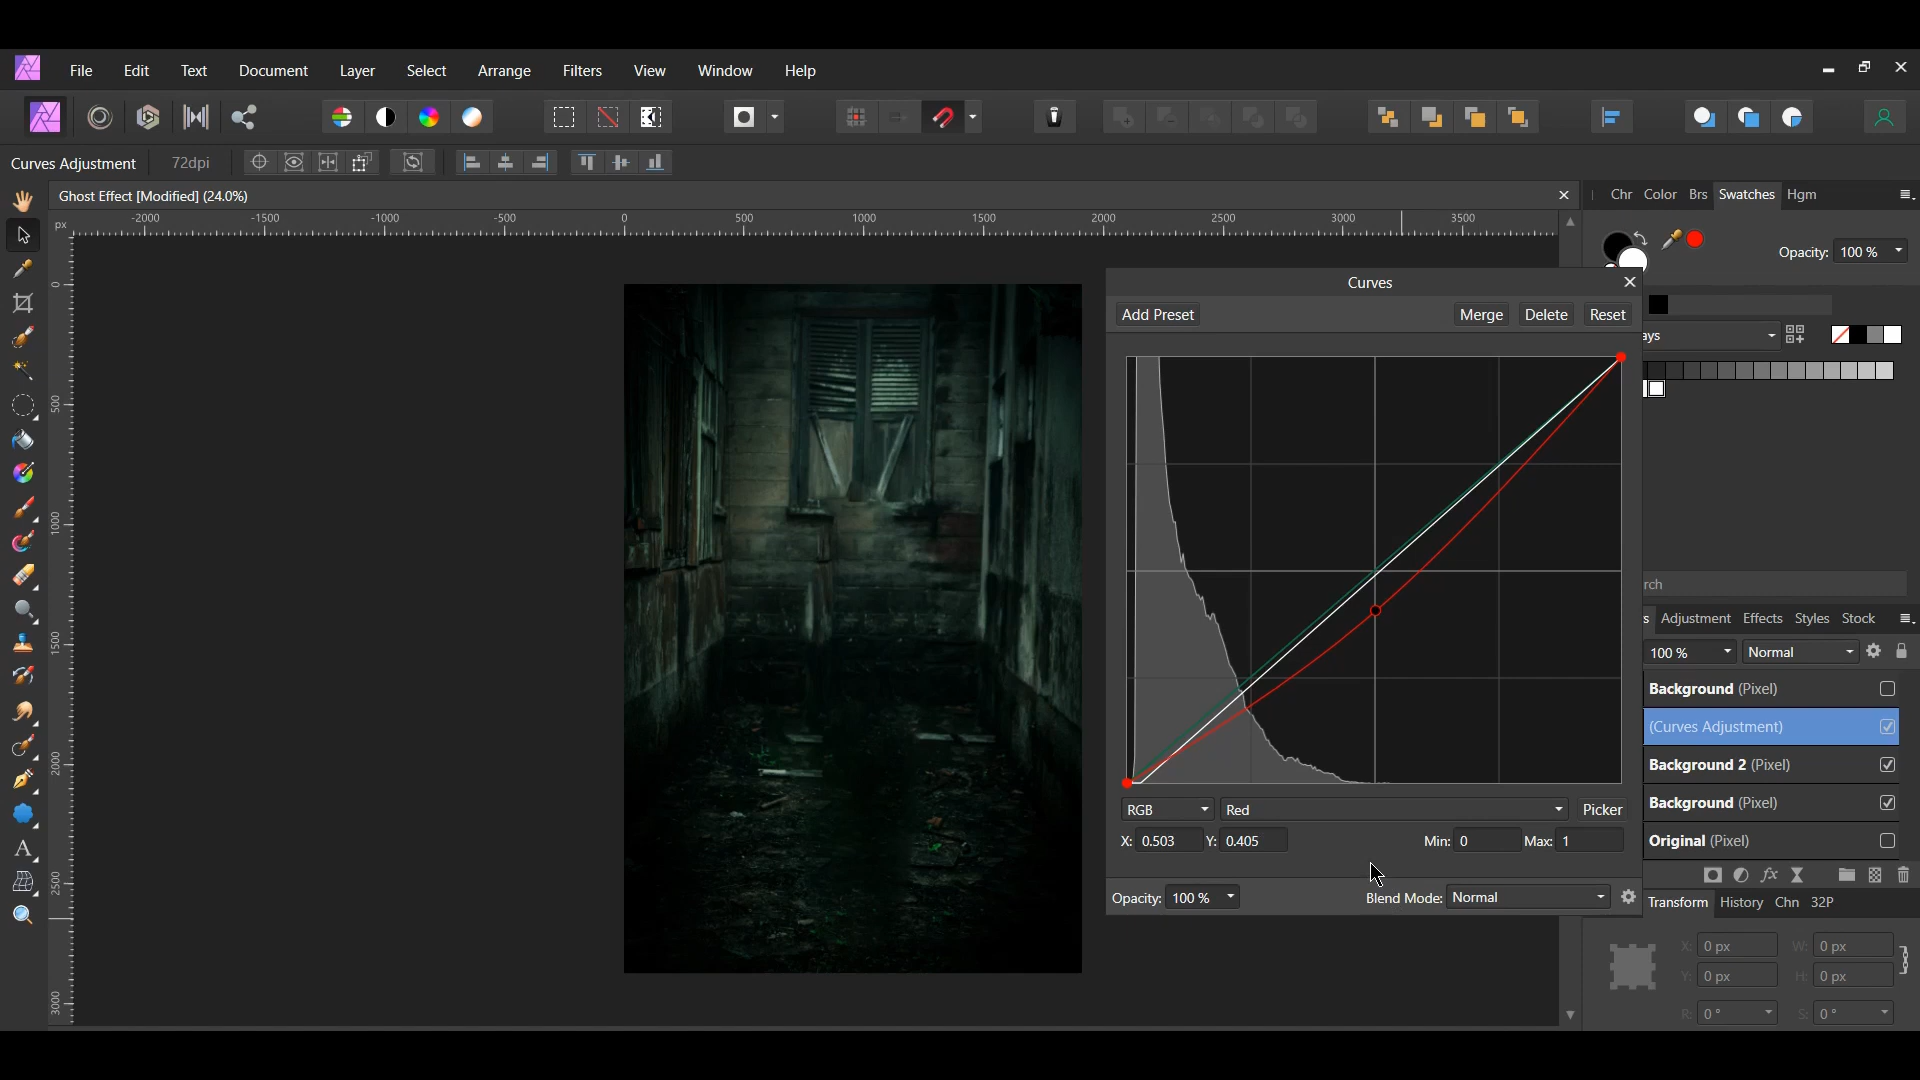 File Edit Text Document Layer Select Arrange Filters View Window Help
Curves Adjustment 72dpi
Ghost Effect [Modified] (24.0%)
Chr Color Brs Swatches Hgm
px
-2000 -1500 -1000 -500 0 500 1000 1500 2000 2500 3000 3500
0
500
1000
1500
2000
2500
3000
Opacity: 100 %
Curves
Add Preset Merge Delete Reset
ays
rch
s Adjustment Effects Styles Stock
100 % Normal
Background (Pixel)
(Curves Adjustment)
Background 2 (Pixel)
Background (Pixel)
Original (Pixel)
RGB Red Picker
X: 0.503 Y: 0.405 Min: 0 Max: 1
Opacity: 100 % Blend Mode: Normal
Transform History Chn 32P
X: 0 px W: 0 px
Y: 0 px H: 0 px
R: 0 ° S: 0 °